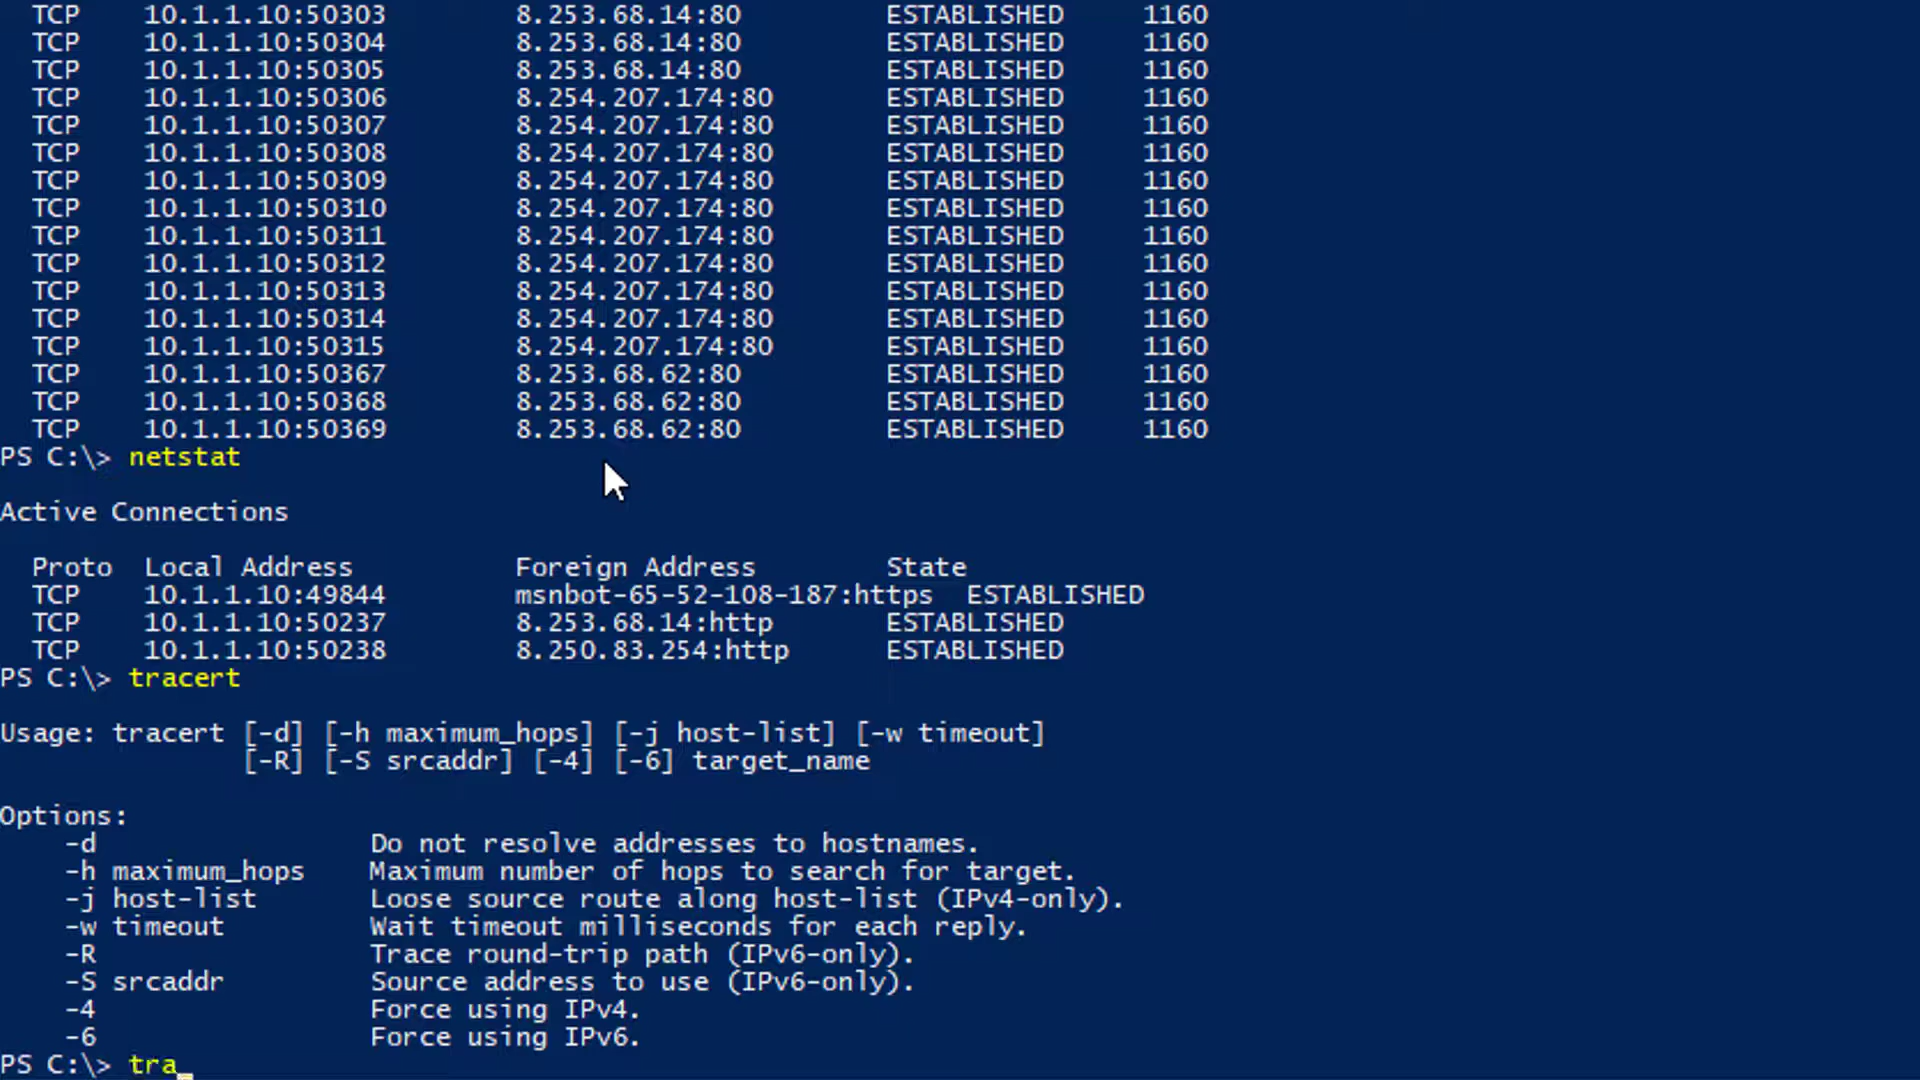 TCP 10.1.1.10:50303 8.253.68.14:80 ESTABLISHED 1160
TCP 10.1.1.10:50304 8.253.68.14:80 ESTABLISHED 1160
TCP 10.1.1.10:50305 8.253.68.14:80 ESTABLISHED 1160
TCP 10.1.1.10:50306 8.254.207.174:80 ESTABLISHED 1160
TCP 10.1.1.10:50307 8.254.207.174:80 ESTABLISHED 1160
TCP 10.1.1.10:50308 8.254.207.174:80 ESTABLISHED 1160
TCP 10.1.1.10:50309 8.254.207.174:80 ESTABLISHED 1160
TCP 10.1.1.10:50310 8.254.207.174:80 ESTABLISHED 1160
TCP 10.1.1.10:50311 8.254.207.174:80 ESTABLISHED 1160
TCP 10.1.1.10:50312 8.254.207.174:80 ESTABLISHED 1160
TCP 10.1.1.10:50313 8.254.207.174:80 ESTABLISHED 1160
TCP 10.1.1.10:50314 8.254.207.174:80 ESTABLISHED 1160
TCP 10.1.1.10:50315 8.254.207.174:80 ESTABLISHED 1160
TCP 10.1.1.10:50367 8.253.68.62:80 ESTABLISHED 1160
TCP 10.1.1.10:50368 8.253.68.62:80 ESTABLISHED 1160
TCP 10.1.1.10:50369 8.253.68.62:80 ESTABLISHED 1160
PS C:\> netstat
Active Connections
Proto Local Address Foreign Address State
TCP 10.1.1.10:49844 msnbot-65-52-108-187:https ESTABLISHED
TCP 10.1.1.10:50237 8.253.68.14:http ESTABLISHED
TCP 10.1.1.10:50238 8.250.83.254:http ESTABLISHED
PS C:\> tracert
Usage: tracert [-d] [-h maximum_hops] [-j host-list] [-w timeout]
[-R] [-S srcaddr] [-4] [-6] target_name
Options:
-d Do not resolve addresses to hostnames.
-h maximum_hops Maximum number of hops to search for target.
-j host-list Loose source route along host-list (IPv4-only).
-w timeout Wait timeout milliseconds for each reply.
-R Trace round-trip path (IPv6-only).
-S srcaddr Source address to use (IPv6-only).
-4 Force using IPv4.
-6 Force using IPv6.
PS C:\> tra_